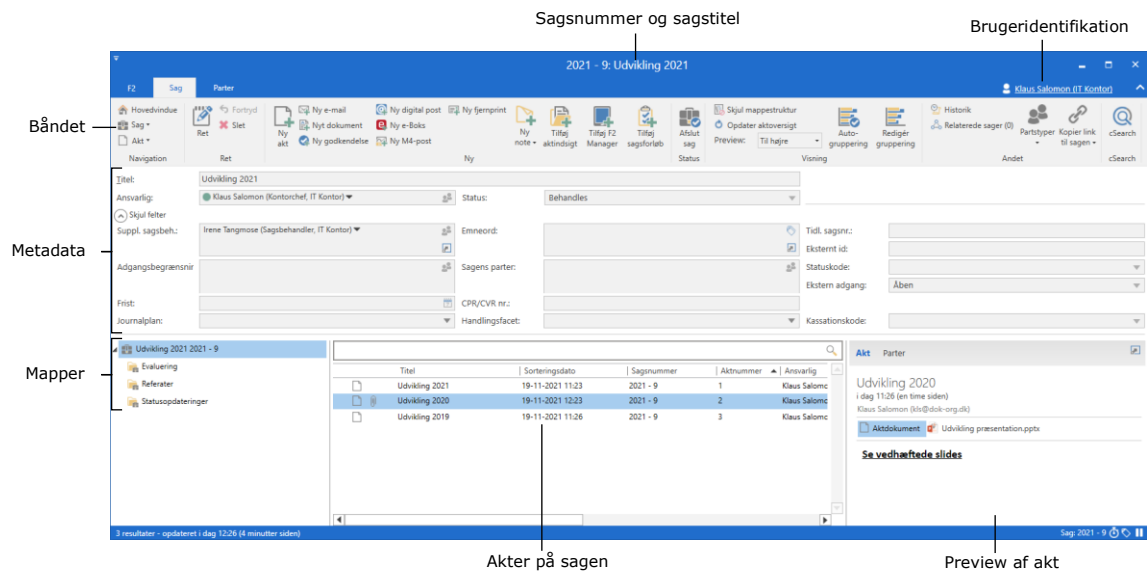 Sagsnummer og sagstitel
Brugeridentifikation
2021 - 9: Udvikling 2021
F2 Sag Parter
Klaus Salomon (IT Kontor)
Båndet
Hovedvindue
Sag
Akt
Navigation
Ret
Fortryd
Slet
Ret
Ny akt
Ny e-mail
Nyt dokument
Ny godkendelse
Ny digital post
Ny e-Boks
Ny M4-post
Ny fjernprint
Ny note
Tilføj aktindsigt
Tilføj F2 Manager
Tilføj sagsforløb
Ny
Afslut sag
Status
Skjul mappestruktur
Opdater aktoversigt
Preview: Til højre
Auto-gruppering
Redigér gruppering
Visning
Historik
Relaterede sager (0)
Partstyper
Kopier link til sagen
Andet
cSearch
cSearch
Metadata
Titel: Udvikling 2021
Ansvarlig: Klaus Salomon (Kontorchef, IT Kontor) Status: Behandles
Skjul felter
Suppl. sagsbeh.: Irene Tangmose (Sagsbehandler, IT Kontor) Emneord: Tidl. sagsnr.:
Eksternt id:
Adgangsbegrænsnir Sagens parter: Statuskode:
Ekstern adgang: Åben
Frist: CPR/CVR nr.:
Journalplan: Handlingsfacet: Kassationskode:
Mapper
Udvikling 2021 2021 - 9
Evaluering
Referater
Statusopdateringer
Titel Sorteringsdato Sagsnummer Aktnummer Ansvarlig
Udvikling 2021 19-11-2021 11:23 2021 - 9 1 Klaus Salomc
Udvikling 2020 19-11-2021 12:23 2021 - 9 2 Klaus Salomc
Udvikling 2019 19-11-2021 11:26 2021 - 9 3 Klaus Salomc
Akt Parter
Udvikling 2020
i dag 11:26 (en time siden)
Klaus Salomon (kls@dok-org.dk)
Aktdokument Udvikling præsentation.pptx
Se vedhæftede slides
3 resultater - opdateret i dag 12:26 (4 minutter siden)
Sag: 2021 - 9
Akter på sagen
Preview af akt